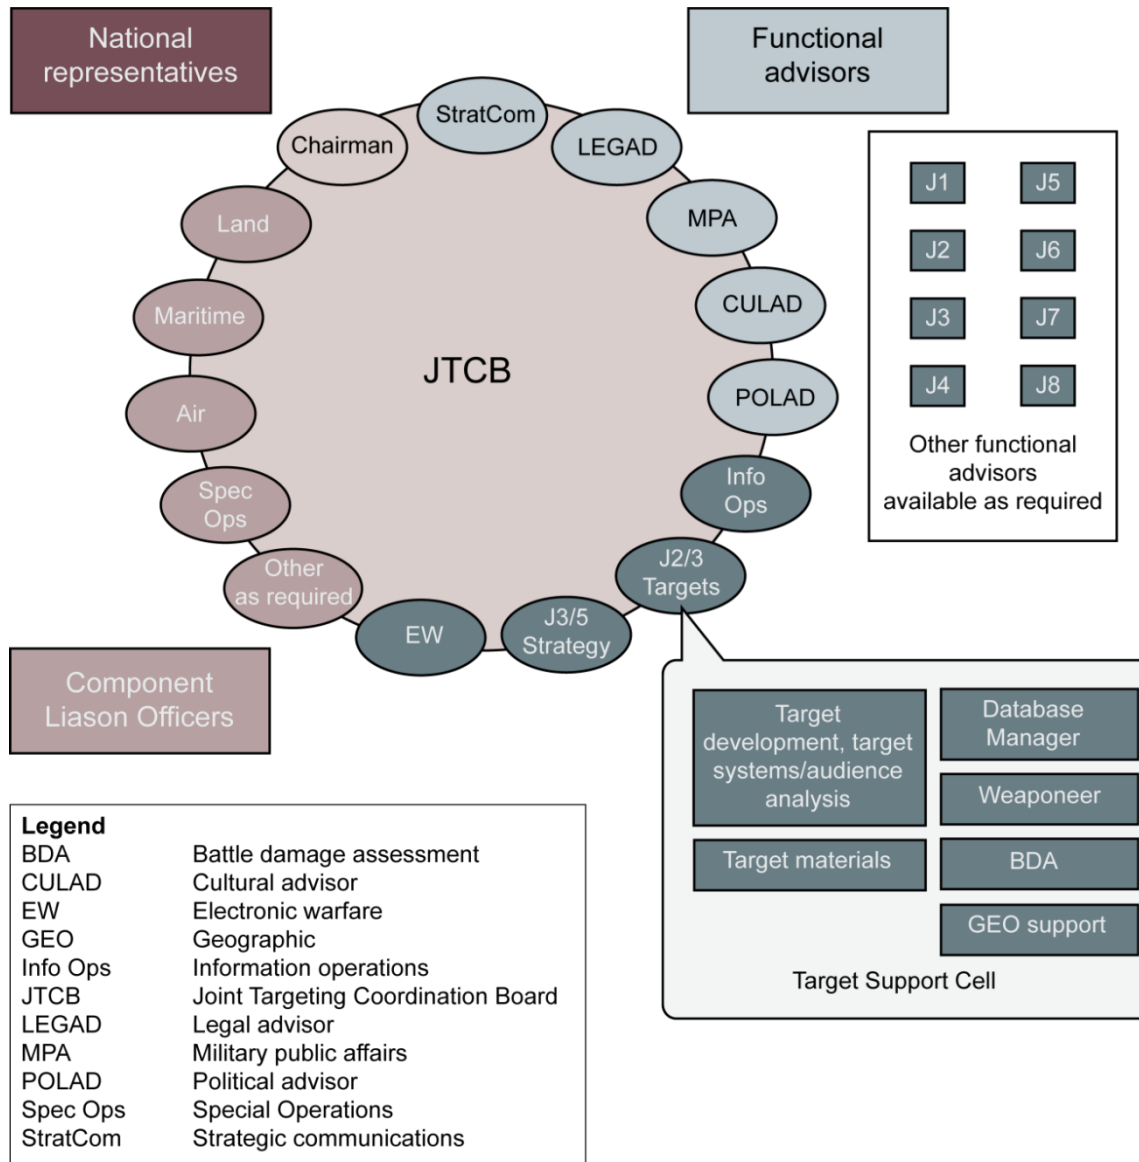 National
representatives
Functional
advisors
StratCom
Chairman
LEGAD
Land
MPA
Maritime
CULAD
JTCB
Air
POLAD
Spec
Ops
Info
Ops
Other
as required
J2/3
Targets
EW
J3/5
Strategy
J1
J5
J2
J6
J3
J7
J4
J8
Other functional
advisors
available as required
Component
Liason Officers
Target
development, target
systems/audience
analysis
Database
Manager
Weaponeer
Target materials
BDA
GEO support
Target Support Cell
Legend
BDA Battle damage assessment
CULAD Cultural advisor
EW Electronic warfare
GEO Geographic
Info Ops Information operations
JTCB Joint Targeting Coordination Board
LEGAD Legal advisor
MPA Military public affairs
POLAD Political advisor
Spec Ops Special Operations
StratCom Strategic communications